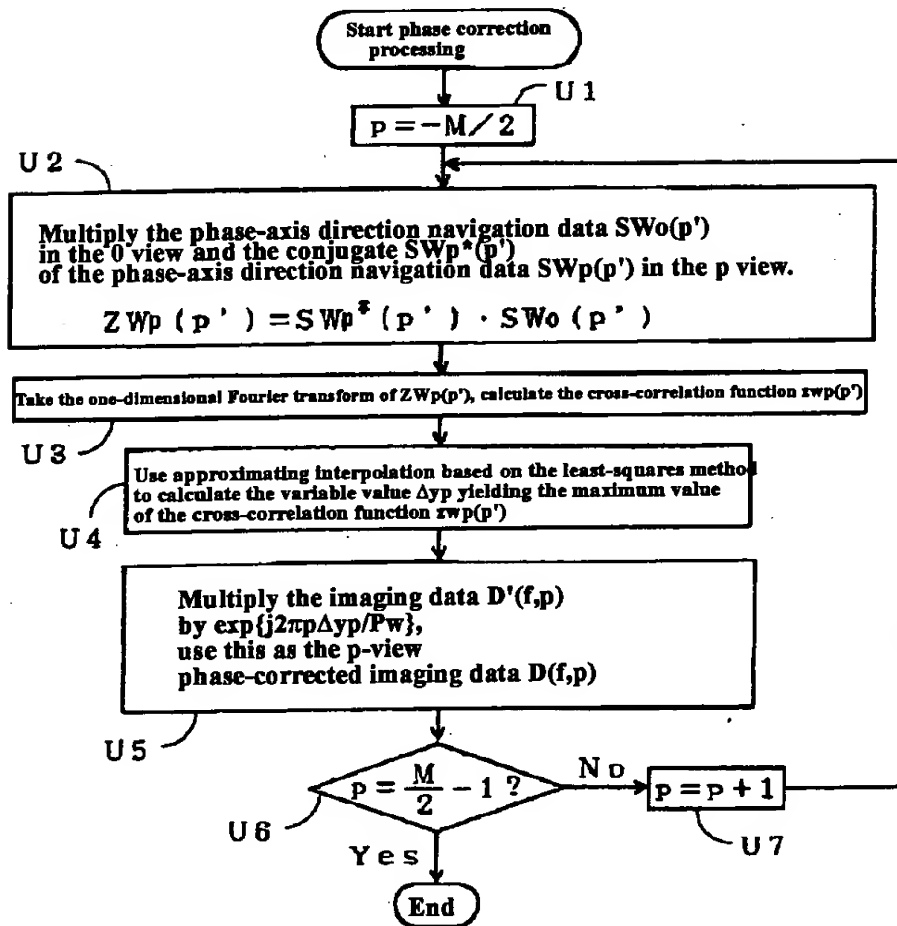 Start phase correction
processing
U1
p = −M/2
U2
Multiply the phase-axis direction navigation data SWo(p')
in the 0 view and the conjugate SWp*(p')
of the phase-axis direction navigation data SWp(p') in the p view.
ZWp (p') = SWp* (p') · SWo (p')
Take the one-dimensional Fourier transform of ZWp(p'), calculate the cross-correlation function zwp(p')
U3
Use approximating interpolation based on the least-squares method
to calculate the variable value Δyp yielding the maximum value
of the cross-correlation function zwp(p')
U4
Multiply the imaging data D'(f,p)
by exp{j2πpΔyp/Pw},
use this as the p-view
phase-corrected imaging data D(f,p)
U5
p = M/2 − 1 ?
No
p = p + 1
U6
U7
Yes
End